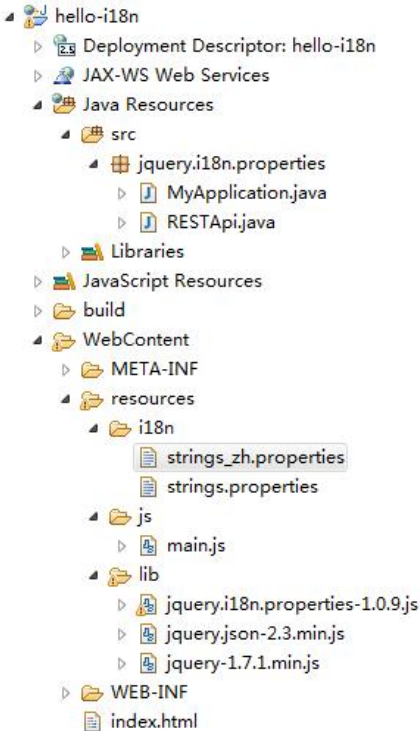 hello-i18n
Deployment Descriptor: hello-i18n
JAX-WS Web Services
Java Resources
src
jquery.i18n.properties
MyApplication.java
RESTApi.java
Libraries
JavaScript Resources
build
WebContent
META-INF
resources
i18n
strings_zh.properties
strings.properties
js
main.js
lib
jquery.i18n.properties-1.0.9.js
jquery.json-2.3.min.js
jquery-1.7.1.min.js
WEB-INF
index.html